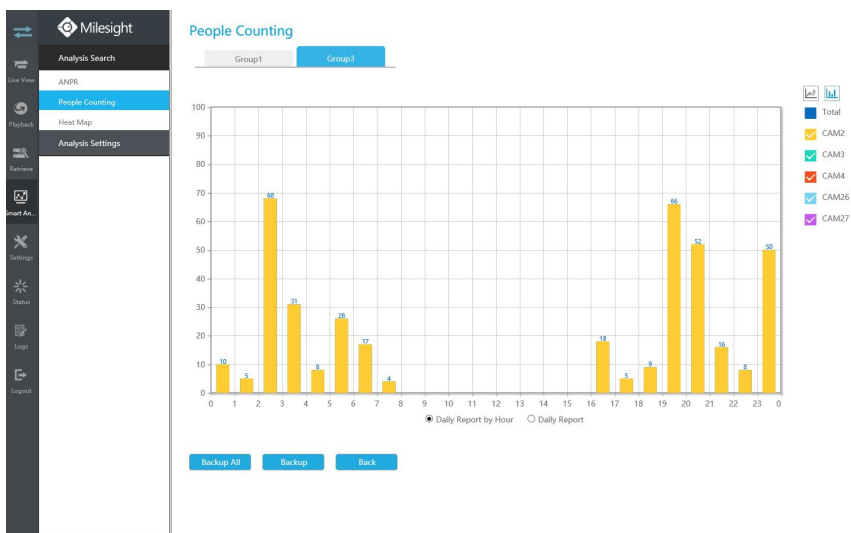 Milesight
People Counting
Analysis Search
Group1 Group3
Live View
ANPR
People Counting
Playback
Heat Map
Analysis Settings
Retrieve
Smart An...
Settings
Status
Logs
Logout
Total
CAM2
CAM3
CAM4
CAM26
CAM27
100
90
80
70
60
50
40
30
20
10
0
10 5 68 31 8 26 17 4 18 5 9 66 52 16 8 50
0 1 2 3 4 5 6 7 8 9 10 11 12 13 14 15 16 17 18 19 20 21 22 23 0
Daily Report by Hour Daily Report
Backup All Backup Back